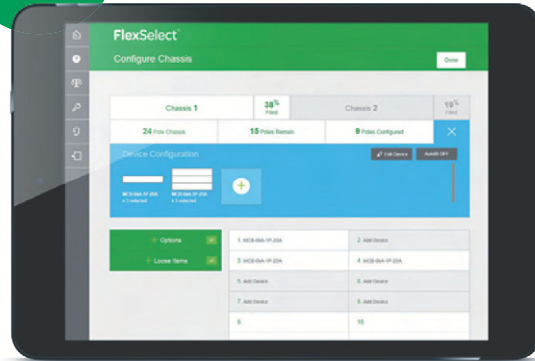 FlexSelect
Configure Chassis
Done
Chassis 1
38%
Filled
Chassis 2
19%
Filled
24 Pole Chassis
15 Poles Remain
9 Poles Configured
Device Configuration
Edit Device
Autofill OFF
+ Options
+ Loose Items
1. MCB-6kA-1P-20A
2. Add Device
3. MCB-6kA-1P-20A
4. MCB-6kA-1P-20A
5. Add Device
6. Add Device
7. Add Device
8. Add Device
9.
10.